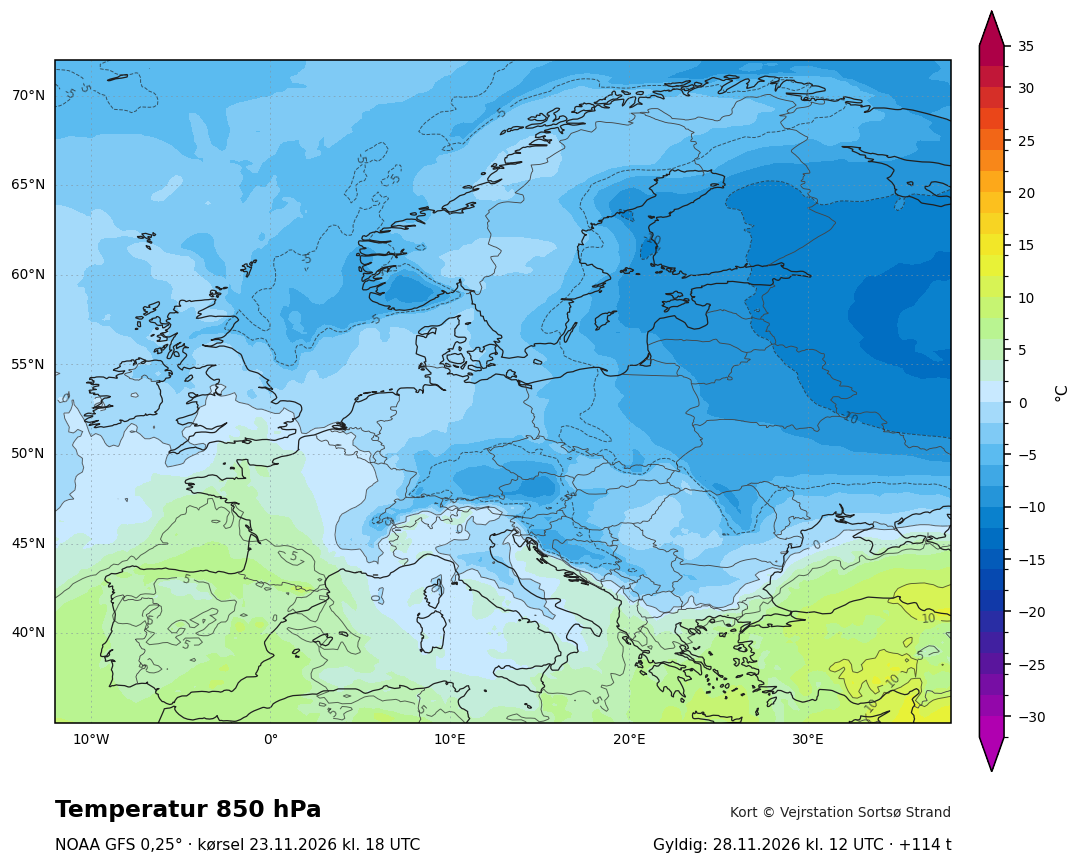 70°N
65°N
60°N
55°N
50°N
45°N
40°N
10°W
0°
10°E
20°E
30°E
35
30
25
20
15
10
5
0
−5
−10
−15
−20
−25
−30
°C
Temperatur 850 hPa
Kort © Vejrstation Sortsø Strand
NOAA GFS 0,25° · kørsel 23.11.2026 kl. 18 UTC
Gyldig: 28.11.2026 kl. 12 UTC · +114 t